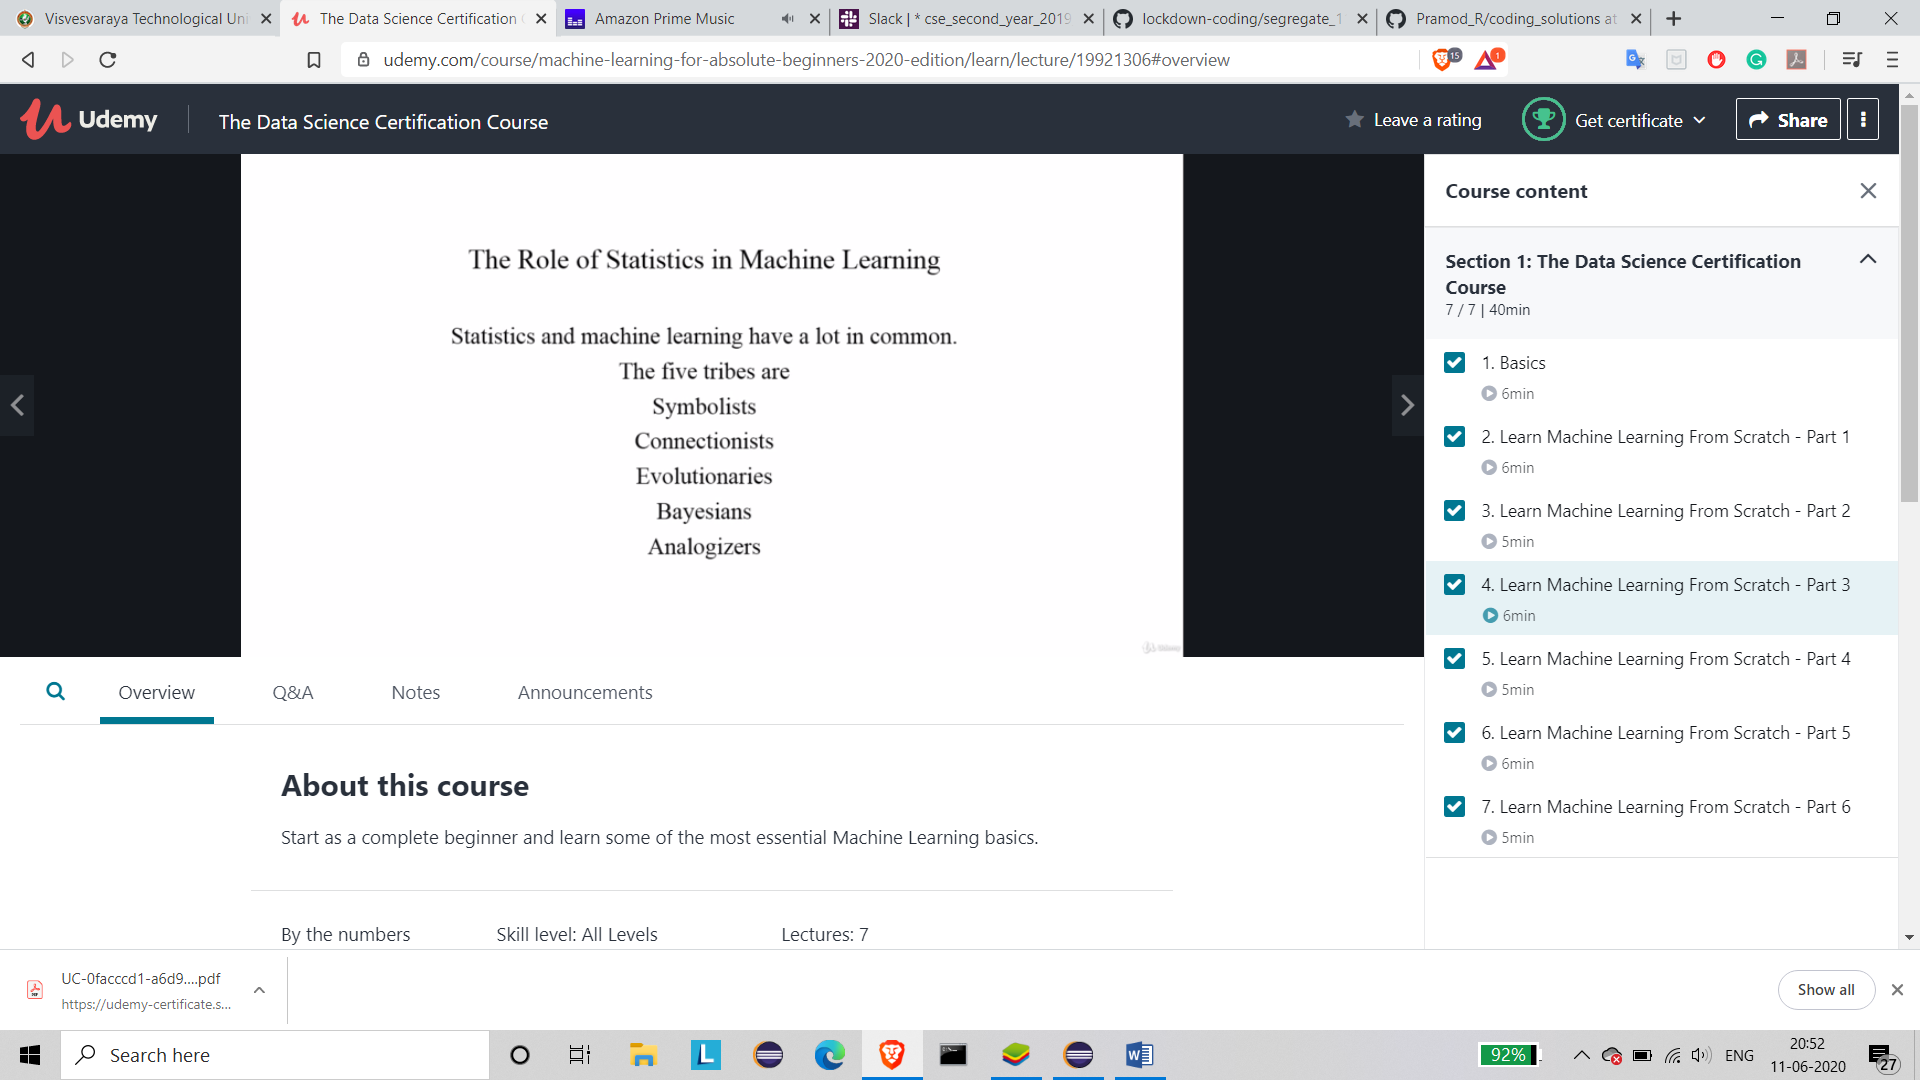 Visvesvaraya Technological Uni
The Data Science Certification C
Amazon Prime Music
Slack | * cse_second_year_2019
lockdown-coding/segregate_1
Pramod_R/coding_solutions at
udemy.com/course/machine-learning-for-absolute-beginners-2020-edition/learn/lecture/19921306#overview
15
1
Udemy
The Data Science Certification Course
Leave a rating
Get certificate
Share
The Role of Statistics in Machine Learning
Statistics and machine learning have a lot in common.
The five tribes are
Symbolists
Connectionists
Evolutionaries
Bayesians
Analogizers
Udemy
Course content
Section 1: The Data Science Certification
Course
7 / 7 | 40min
1. Basics
6min
2. Learn Machine Learning From Scratch - Part 1
6min
3. Learn Machine Learning From Scratch - Part 2
5min
4. Learn Machine Learning From Scratch - Part 3
6min
5. Learn Machine Learning From Scratch - Part 4
5min
6. Learn Machine Learning From Scratch - Part 5
6min
7. Learn Machine Learning From Scratch - Part 6
5min
Overview
Q&A
Notes
Announcements
About this course
Start as a complete beginner and learn some of the most essential Machine Learning basics.
By the numbers
Skill level: All Levels
Lectures: 7
UC-0facccd1-a6d9....pdf
https://udemy-certificate.s...
Show all
Search here
92%
ENG
20:52
11-06-2020
27